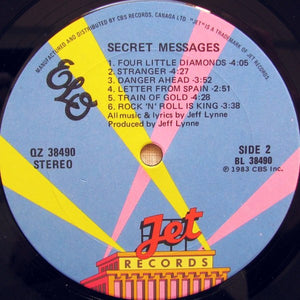 MANUFACTURED AND DISTRIBUTED BY CBS RECORDS, CANADA LTD "JET" IS A TRADEMARK OF JET RECORDS
ELO
SECRET MESSAGES
1. FOUR LITTLE DIAMONDS -4:05
2. STRANGER -4:27
3. DANGER AHEAD -3:52
4. LETTER FROM SPAIN -2:51
5. TRAIN OF GOLD -4:28
6. ROCK 'N' ROLL IS KING -3:38
All music & lyrics by Jeff Lynne
Produced by Jeff Lynne
QZ 38490
STEREO
SIDE 2
BL 38490
© 1983 CBS Inc.
Jet
RECORDS